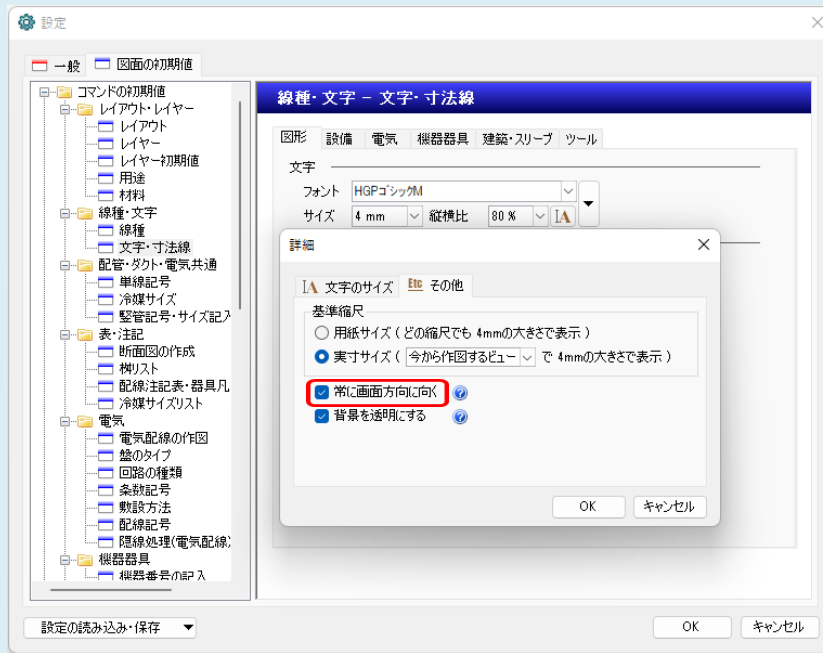 設定
一般
図面の初期値
コマンドの初期値
レイアウト・レイヤー
レイアウト
レイヤー
レイヤー初期値
用途
材料
線種・文字
線種
文字・寸法線
配管・ダクト・電気共通
単線記号
冷媒サイズ
竪管記号・サイズ記入
表・注記
断面図の作成
桝リスト
配線注記表・器具凡
冷媒サイズリスト
電気
電気配線の作図
盤のタイプ
回路の種類
条数記号
敷設方法
配線記号
隠線処理(電気配線)
機器器具
機器番号の記入
設定の読み込み・保存
線種・文字 - 文字・寸法線
図形 設備 電気 機器器具 建築・スリーブ ツール
文字
フォント HGPゴシックM
サイズ 4 mm 縦横比 80 % IA
詳細
IA 文字のサイズ Etc その他
基準縮尺
用紙サイズ ( どの縮尺でも 4mmの大きさで表示 )
実寸サイズ ( 今から作図するビュー で 4mmの大きさで表示 )
常に画面方向に向く
背景を透明にする
OK キャンセル
OK キャンセル